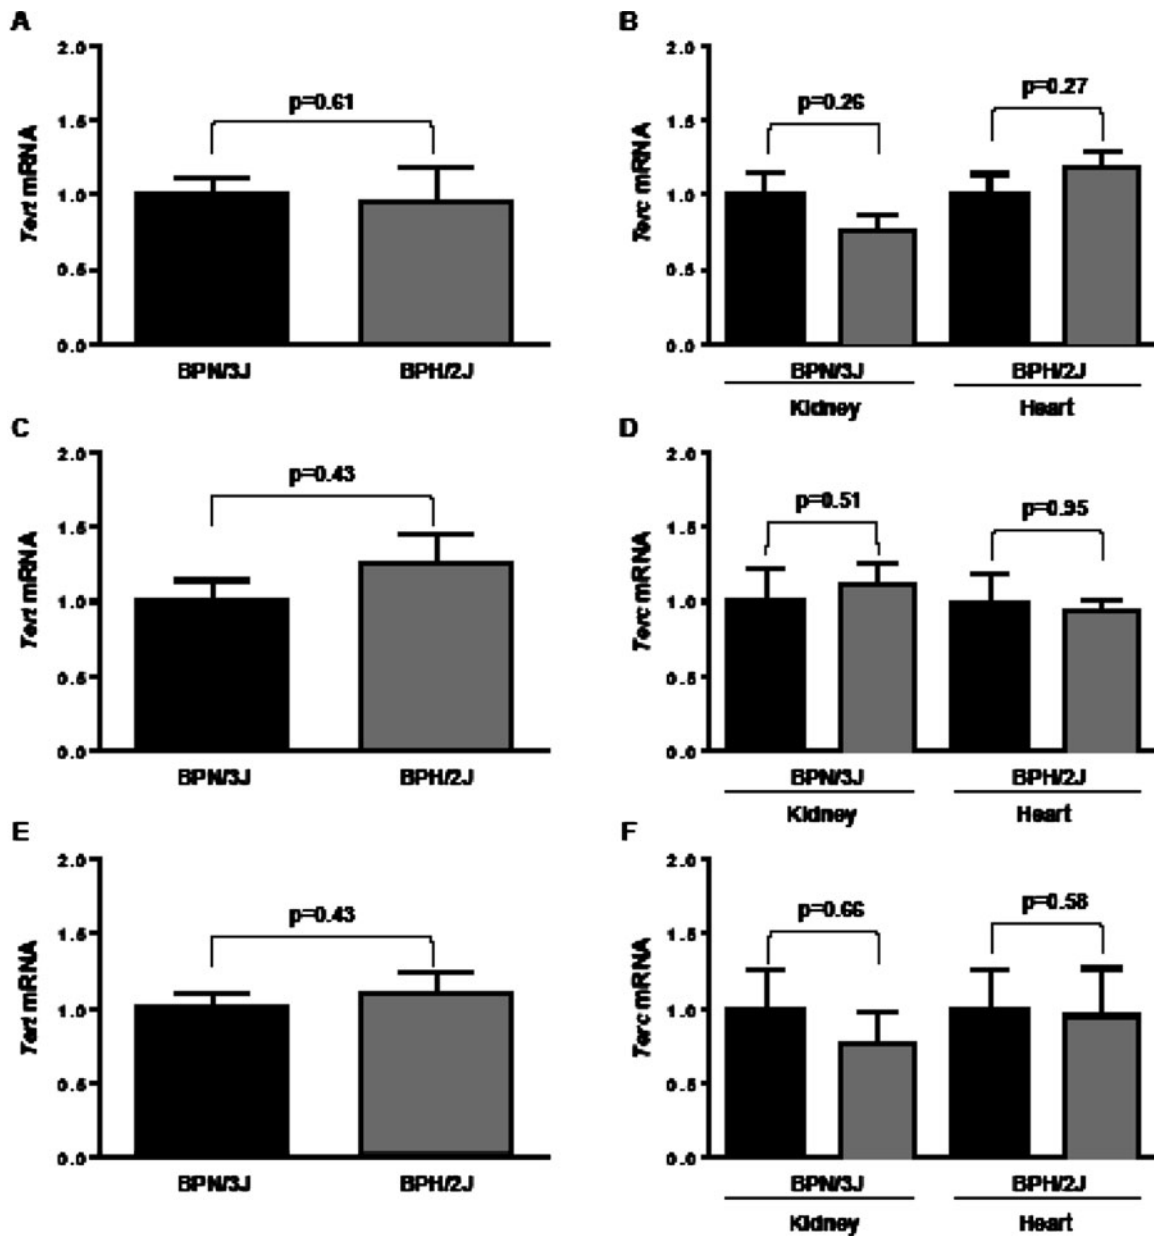 A
2.0
1.5
1.0
0.5
0.0
Tert mRNA
p=0.61
BPN/3J BPH/2J
B
2.0
1.5
1.0
0.5
0.0
Terc mRNA
p=0.26
p=0.27
BPN/3J BPH/2J
Kidney Heart
C
2.0
1.5
1.0
0.5
0.0
Tert mRNA
p=0.43
BPN/3J BPH/2J
D
2.0
1.5
1.0
0.5
0.0
Terc mRNA
p=0.51
p=0.95
BPN/3J BPH/2J
Kidney Heart
E
2.0
1.5
1.0
0.5
0.0
Tert mRNA
p=0.43
BPN/3J BPH/2J
F
2.0
1.5
1.0
0.5
0.0
Terc mRNA
p=0.66
p=0.58
BPN/3J BPH/2J
Kidney Heart